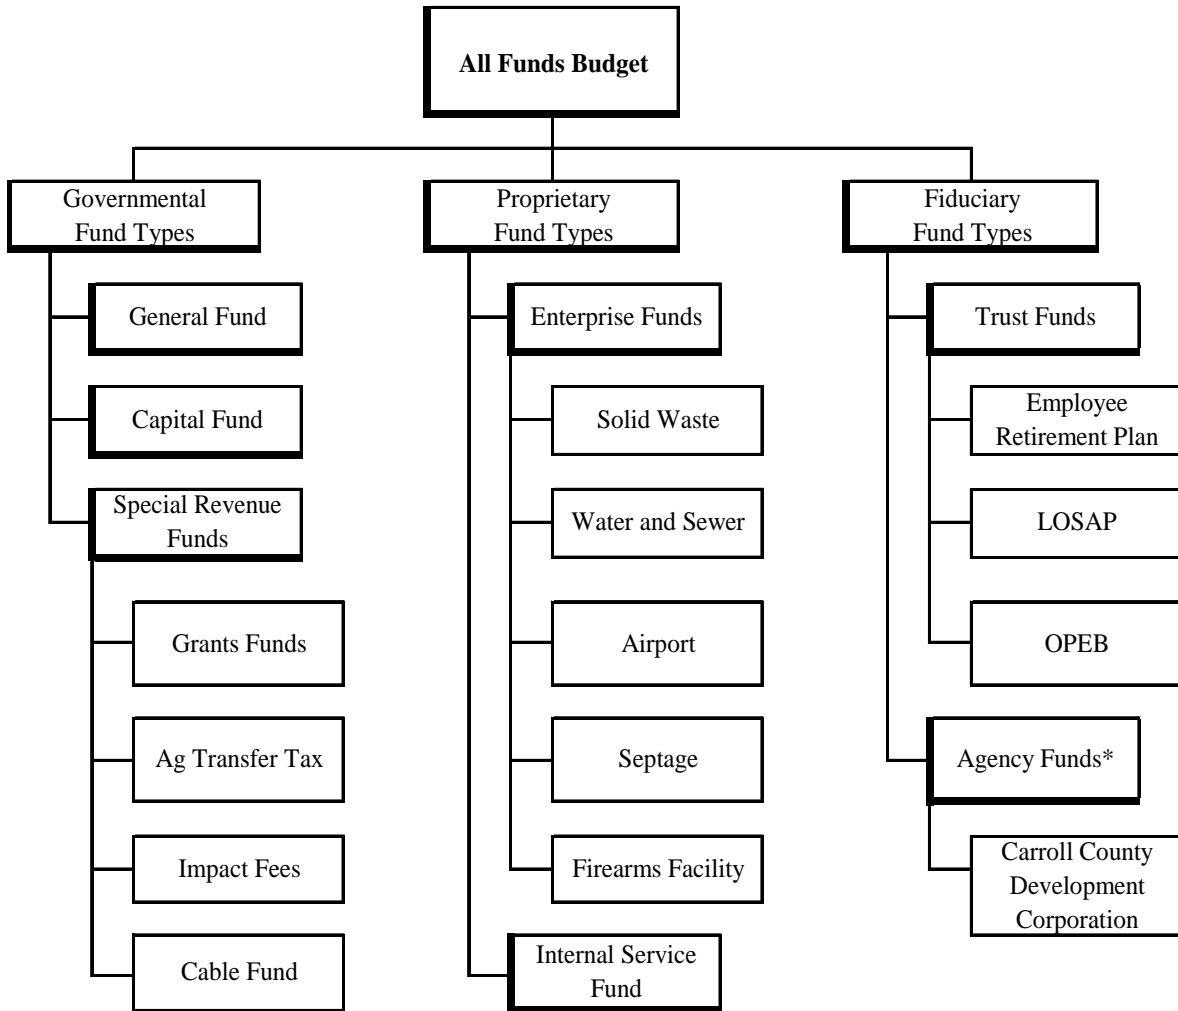 All Funds Budget
Governmental
Fund Types
General Fund
Capital Fund
Special Revenue
Funds
Grants Funds
Ag Transfer Tax
Impact Fees
Cable Fund
Proprietary
Fund Types
Enterprise Funds
Solid Waste
Water and Sewer
Airport
Septage
Firearms Facility
Internal Service
Fund
Fiduciary
Fund Types
Trust Funds
Employee
Retirement Plan
LOSAP
OPEB
Agency Funds*
Carroll County
Development
Corporation